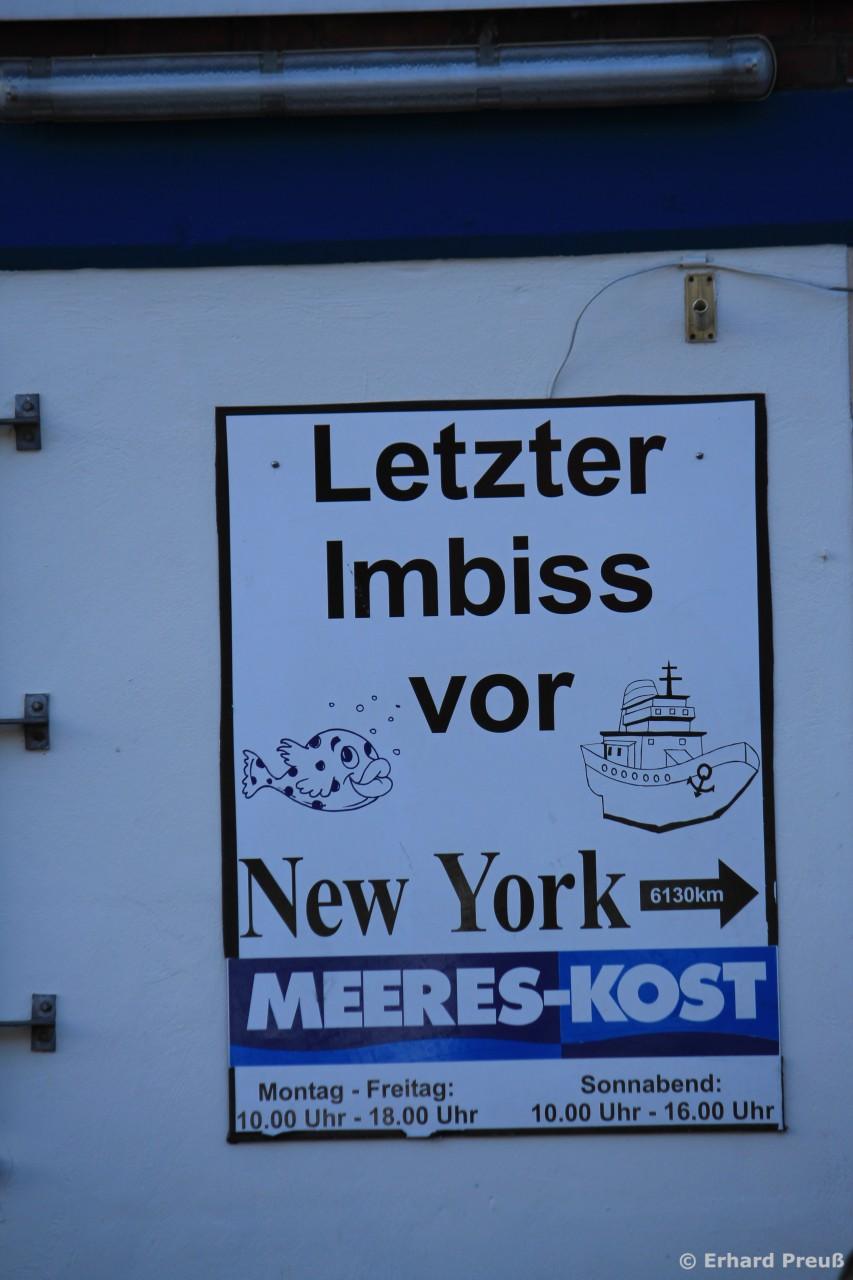 Letzter
Imbiss
vor
New York
6130km
MEERES-KOST
Montag - Freitag:
10.00 Uhr - 18.00 Uhr
Sonnabend:
10.00 Uhr - 16.00 Uhr
© Erhard Preuß